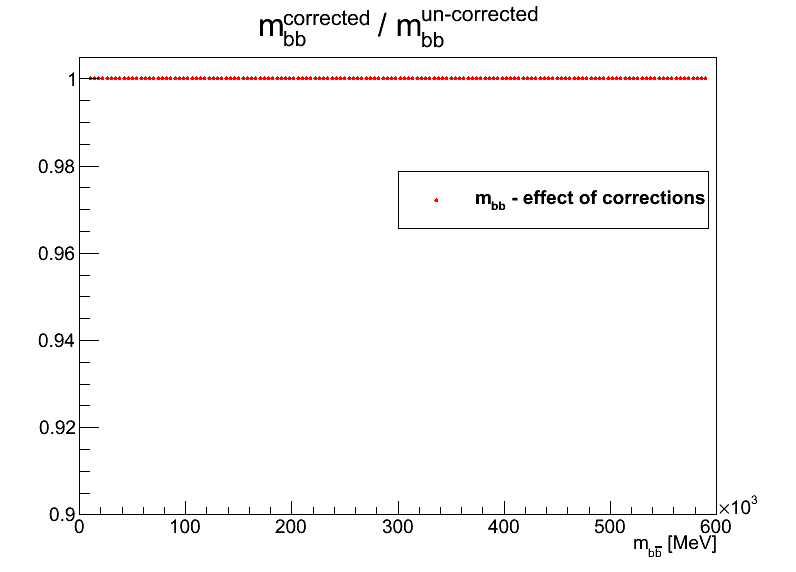 m_bb^corrected / m_bb^un-corrected
1
0.98
m_bb - effect of corrections
0.96
0.94
0.92
0.9
0 100 200 300 400 500 600
×10³
m_bb̅ [MeV]